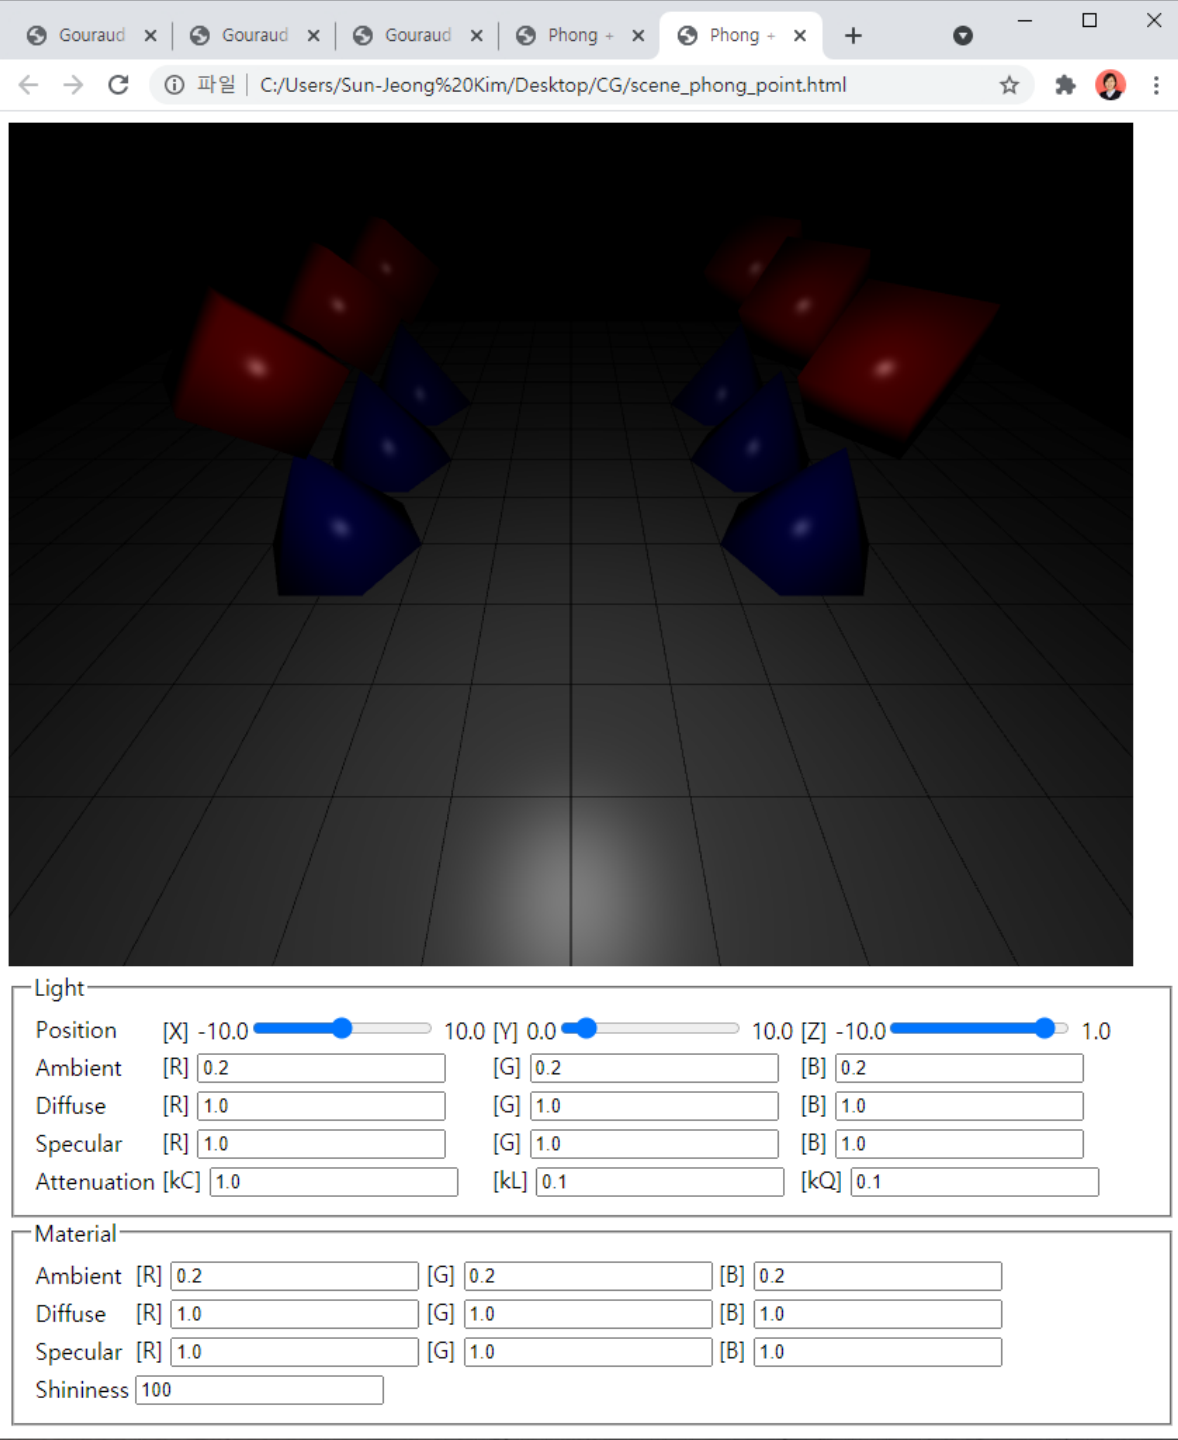 Gouraud Gouraud Gouraud Phong + Phong +
파일 C:/Users/Sun-Jeong%20Kim/Desktop/CG/scene_phong_point.html
Light
Position [X] -10.0 10.0 [Y] 0.0 10.0 [Z] -10.0 1.0
Ambient [R] 0.2 [G] 0.2 [B] 0.2
Diffuse [R] 1.0 [G] 1.0 [B] 1.0
Specular [R] 1.0 [G] 1.0 [B] 1.0
Attenuation [kC] 1.0 [kL] 0.1 [kQ] 0.1
Material
Ambient [R] 0.2 [G] 0.2 [B] 0.2
Diffuse [R] 1.0 [G] 1.0 [B] 1.0
Specular [R] 1.0 [G] 1.0 [B] 1.0
Shininess 100